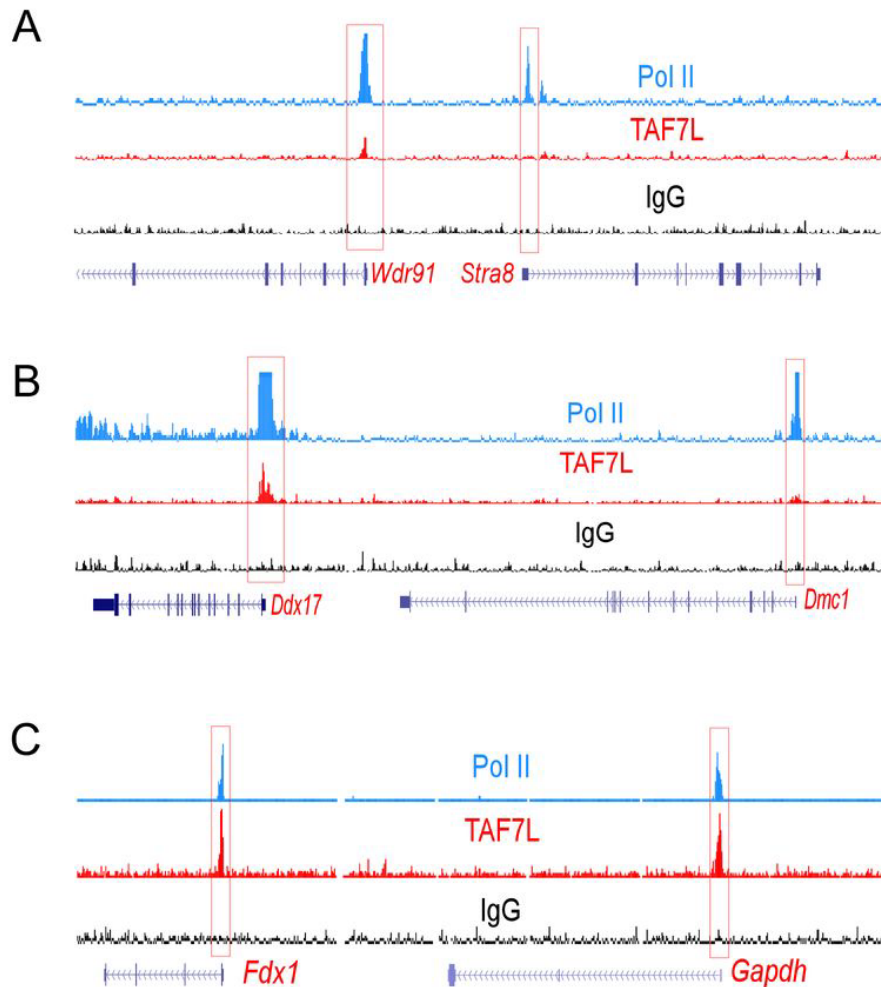 A
Pol II
TAF7L
IgG
Wdr91 Stra8
B
Pol II
TAF7L
IgG
Ddx17 Dmc1
C
Pol II
TAF7L
IgG
Fdx1 Gapdh